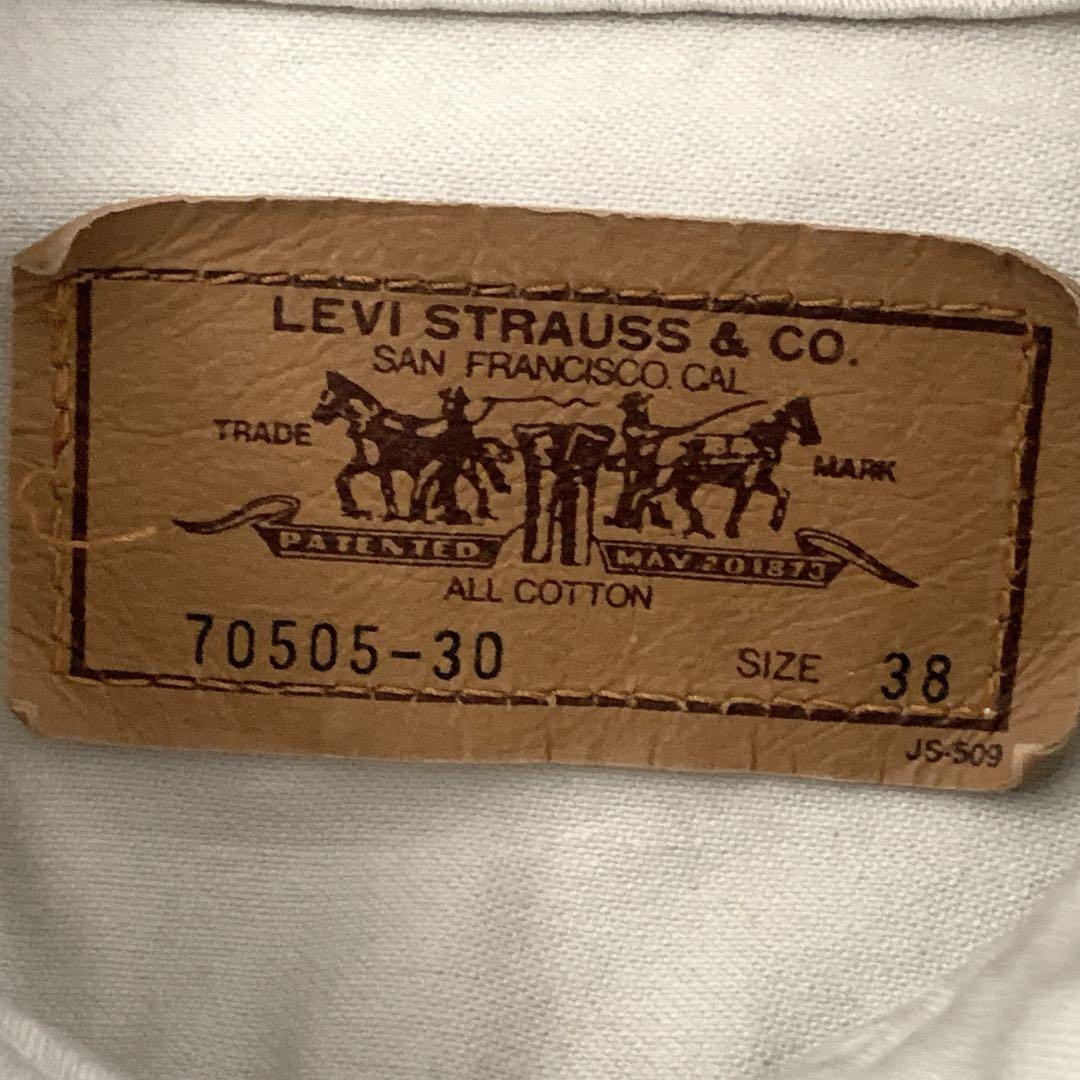 LEVI STRAUSS & CO.
SAN FRANCISCO. CAL
TRADE MARK
PATENTED MAY 20 1873
ALL COTTON
70505-30 SIZE 38
JS-509